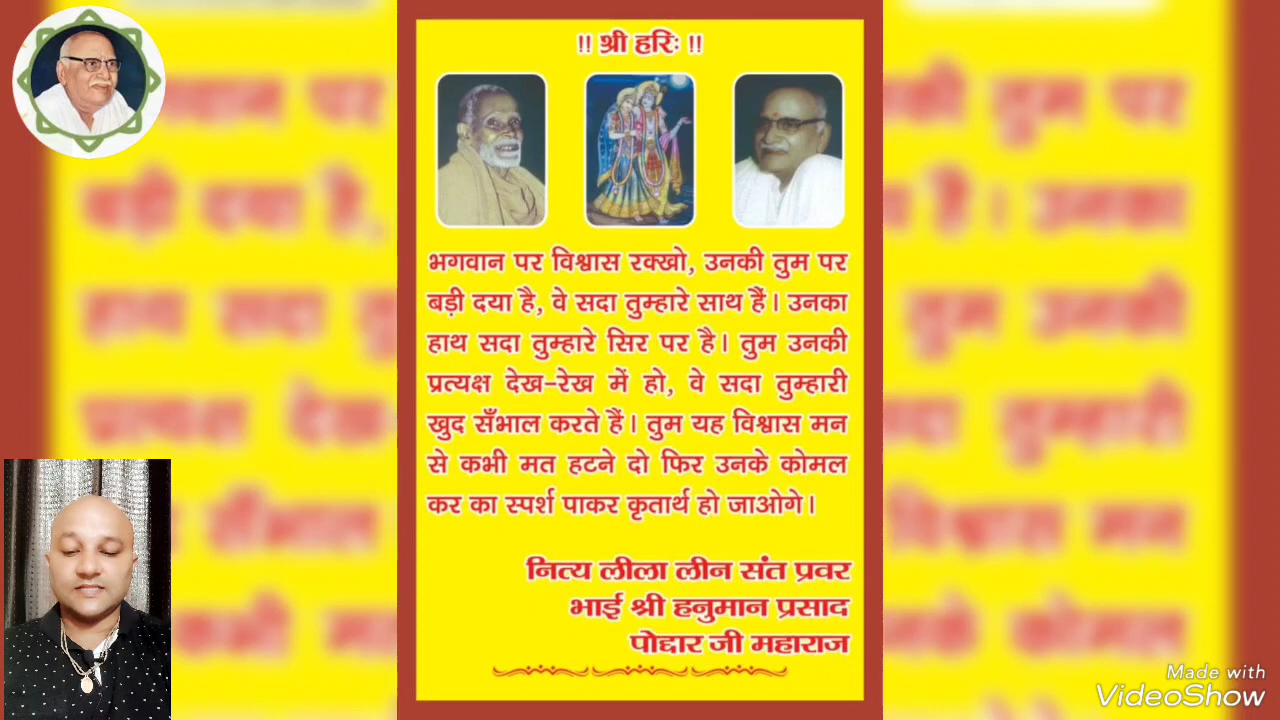 !! श्री हरिः !!
भगवान पर विश्वास रक्खो, उनकी तुम पर
बड़ी दया है, वे सदा तुम्हारे साथ हैं। उनका
हाथ सदा तुम्हारे सिर पर है। तुम उनकी
प्रत्यक्ष देख-रेख में हो, वे सदा तुम्हारी
खुद सँभाल करते हैं। तुम यह विश्वास मन
से कभी मत हटने दो फिर उनके कोमल
कर का स्पर्श पाकर कृतार्थ हो जाओगे।
नित्य लीला लीन संत प्रवर
भाई श्री हनुमान प्रसाद
पोद्दार जी महाराज
Made with
VideoShow